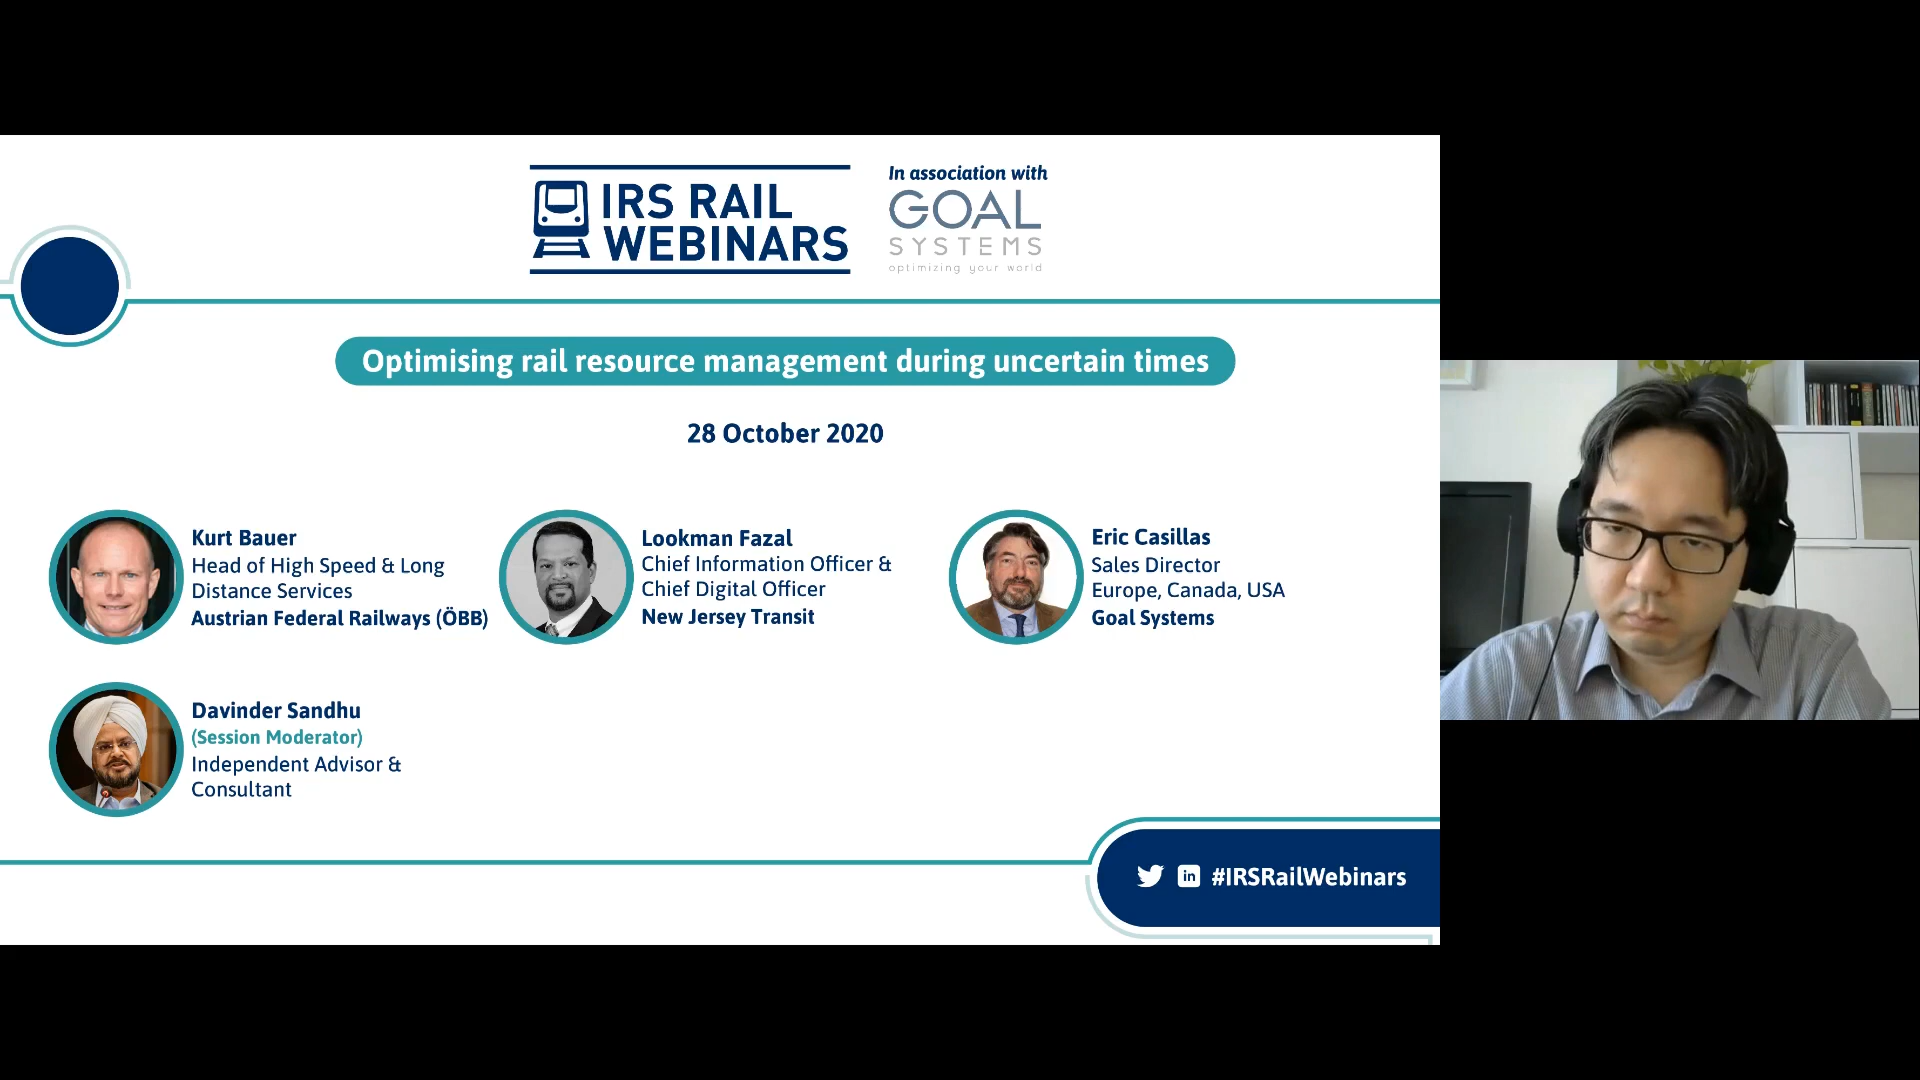 IRS RAIL
WEBINARS
In association with
GOAL
SYSTEMS
optimizing your world
Optimising rail resource management during uncertain times
28 October 2020
Kurt Bauer
Head of High Speed & Long
Distance Services
Austrian Federal Railways (ÖBB)
Lookman Fazal
Chief Information Officer &
Chief Digital Officer
New Jersey Transit
Eric Casillas
Sales Director
Europe, Canada, USA
Goal Systems
Davinder Sandhu
(Session Moderator)
Independent Advisor &
Consultant
in #IRSRailWebinars